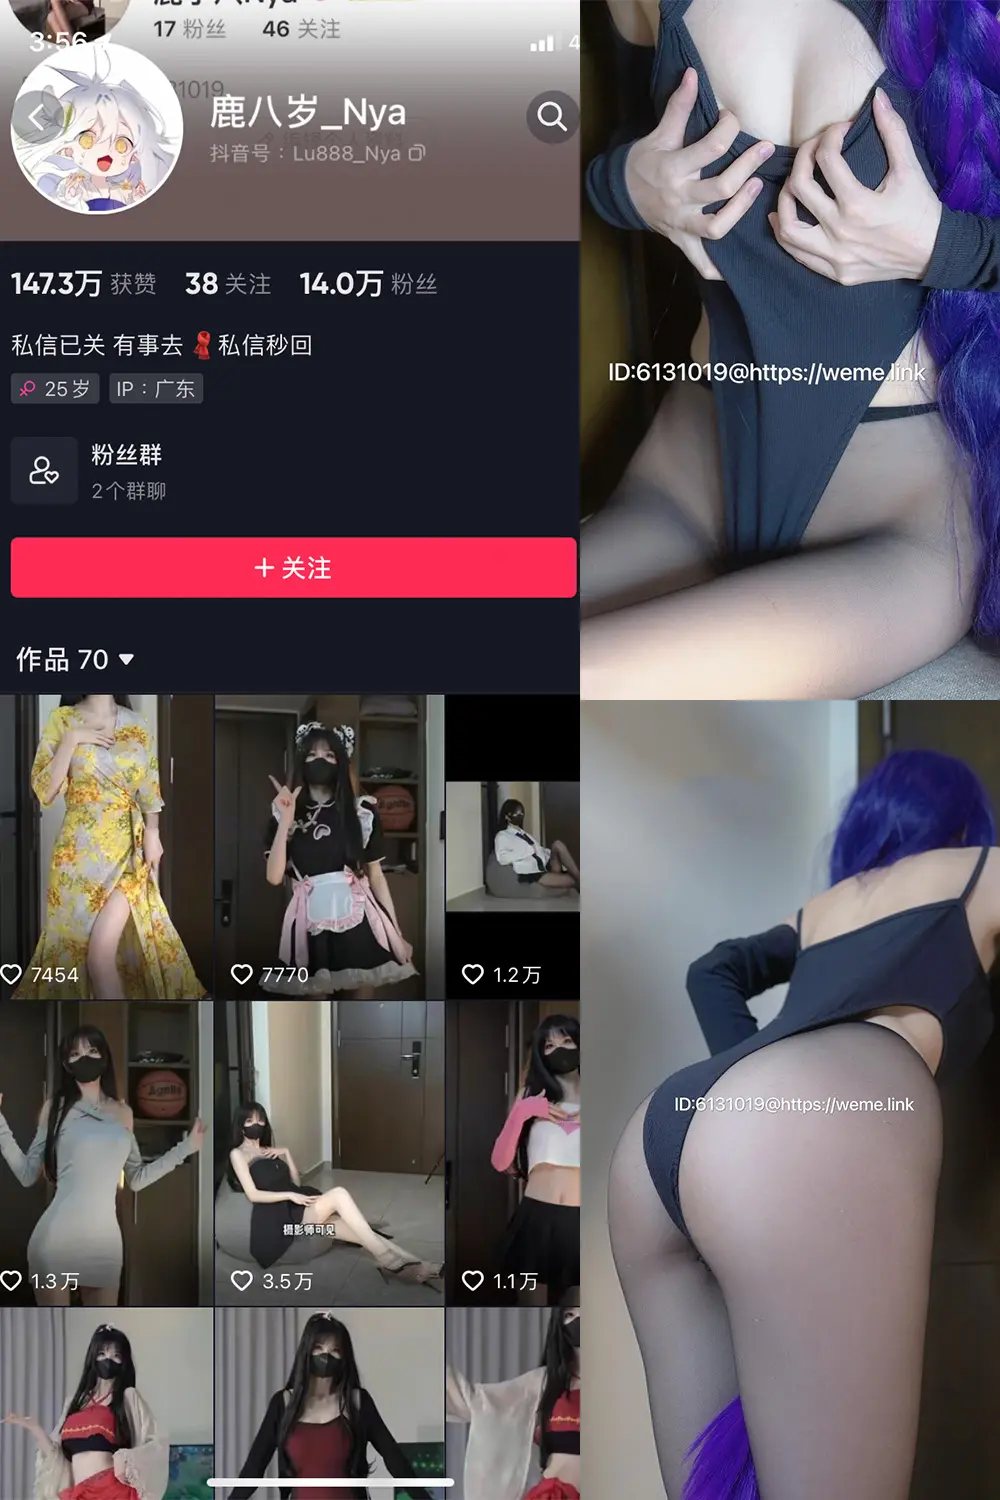 17 粉丝 46 关注
3:56
31019
鹿八岁_Nya
抖音号：Lu888_Nya
147.3万 获赞 38 关注 14.0万 粉丝
私信已关 有事去 私信秒回
25岁 IP：广东
粉丝群
2个群聊
+ 关注
作品 70
7454 7770 1.2万
摄影师可见
1.3万 3.5万 1.1万
ID:6131019@https://weme.link
ID:6131019@https://weme.link